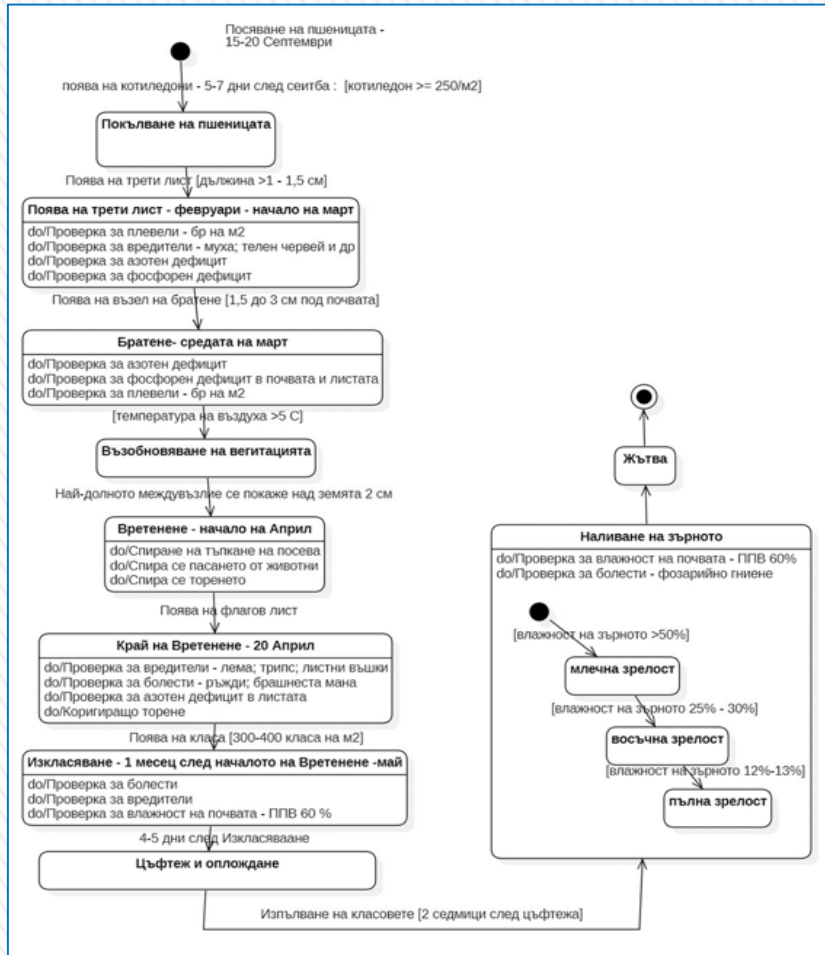 Посяване на пшеницата -
15-20 Септември
поява на котиледони - 5-7 дни след сеитба : [котиледон >= 250/м2]
Покълване на пшеницата
Поява на трети лист [дължина >1 - 1,5 см]
Поява на трети лист - февруари - начало на март
do/Проверка за плевели - бр на м2
do/Проверка за вредители - муха; телен червей и др
do/Проверка за азотен дефицит
do/Проверка за фосфорен дефицит
Поява на възел на братене [1,5 до 3 см под почвата]
Братене- средата на март
do/Проверка за азотен дефицит
do/Проверка за фосфорен дефицит в почвата и листата
do/Проверка за плевели - бр на м2
[температура на въздуха >5 С]
Възобновяване на вегитацията
Най-долното междувъзлие се покаже над земята 2 см
Вретенене - начало на Април
do/Спиране на тъпкане на посева
do/Спира се пасането от животни
do/Спира се торенето
Поява на флагов лист
Край на Вретенене - 20 Април
do/Проверка за вредители - лема; трипс; листни въшки
do/Проверка за болести - ръжди; брашнеста мана
do/Проверка за азотен дефицит в листата
do/Коригиращо торене
Поява на класа [300-400 класа на м2]
Изкласяване - 1 месец след началото на Вретенене -май
do/Проверка за болести
do/Проверка за вредители
do/Проверка за влажност на почвата - ППВ 60 %
4-5 дни след Изкласяваане
Цъфтеж и оплождане
Изпълване на класовете [2 седмици след цъфтежа]
Жътва
Наливане на зърното
do/Проверка за влажност на почвата - ППВ 60%
do/Проверка за болести - фозарийно гниене
[влажност на зърното >50%]
млечна зрелост
[влажност на зърното 25% - 30%]
восъчна зрелост
[влажност на зърното 12%-13%]
пълна зрелост